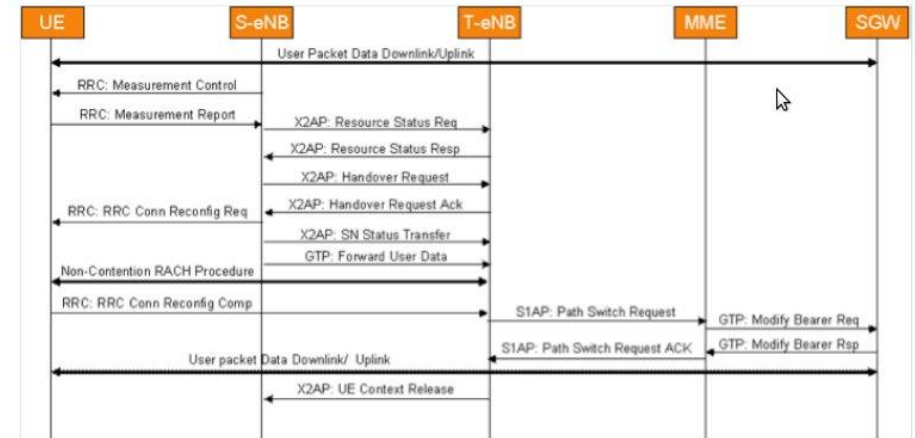 UE
S-eNB
T-eNB
MME
SGW
User Packet Data Downlink/Uplink
RRC: Measurement Control
RRC: Measurement Report
X2AP: Resource Status Req
X2AP: Resource Status Resp
X2AP: Handover Request
X2AP: Handover Request Ack
RRC: RRC Conn Reconfig Req
X2AP: SN Status Transfer
GTP: Forward User Data
Non-Contention RACH Procedure
RRC: RRC Conn Reconfig Comp
S1AP: Path Switch Request
GTP: Modify Bearer Req
GTP: Modify Bearer Rsp
S1AP: Path Switch Request ACK
User packet Data Downlink/ Uplink
X2AP: UE Context Release